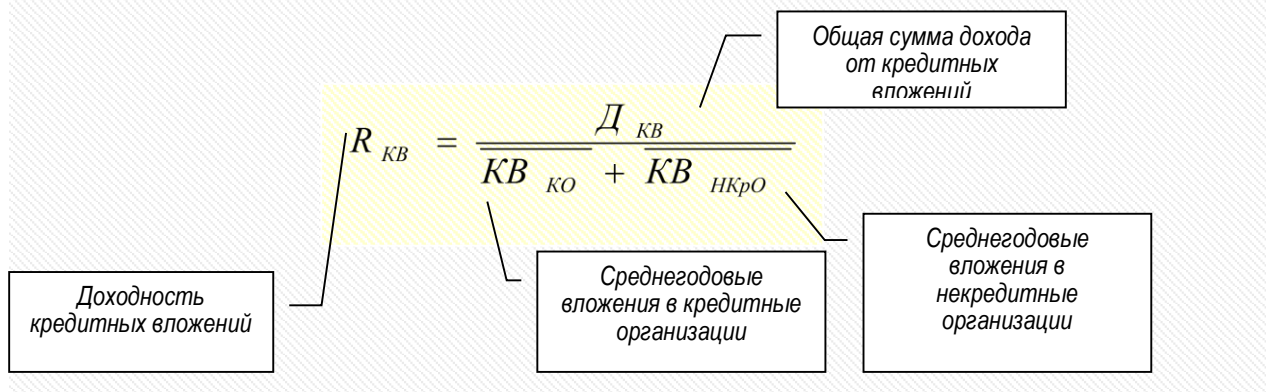 Общая сумма дохода
от кредитных
вложений
R КВ = Д КВ / КВ КО + КВ НКрО
Доходность
кредитных вложений
Среднегодовые
вложения в кредитные
организации
Среднегодовые
вложения в
некредитные
организации